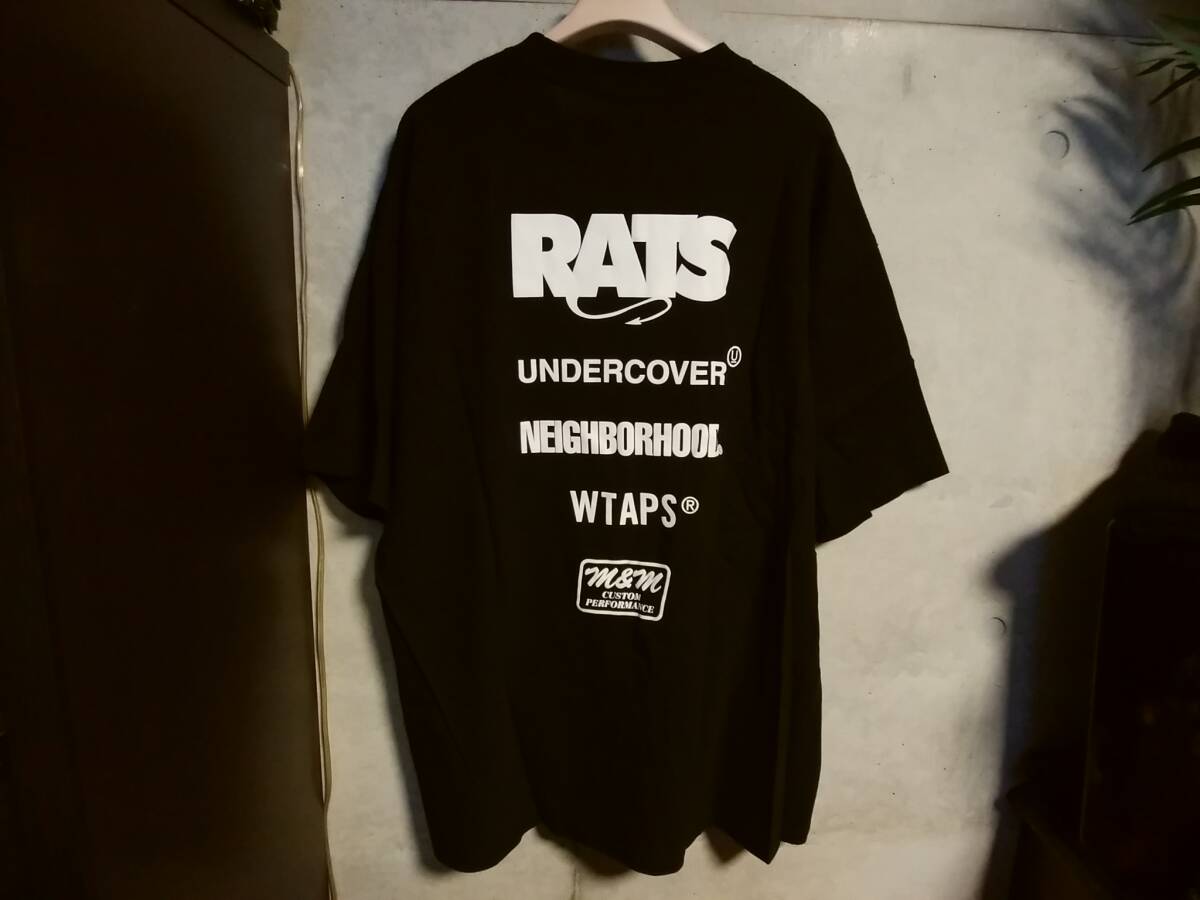 RATS
UNDERCOVER Ⓤ
NEIGHBORHOOD®
WTAPS®
M&M
CUSTOM
PERFORMANCE